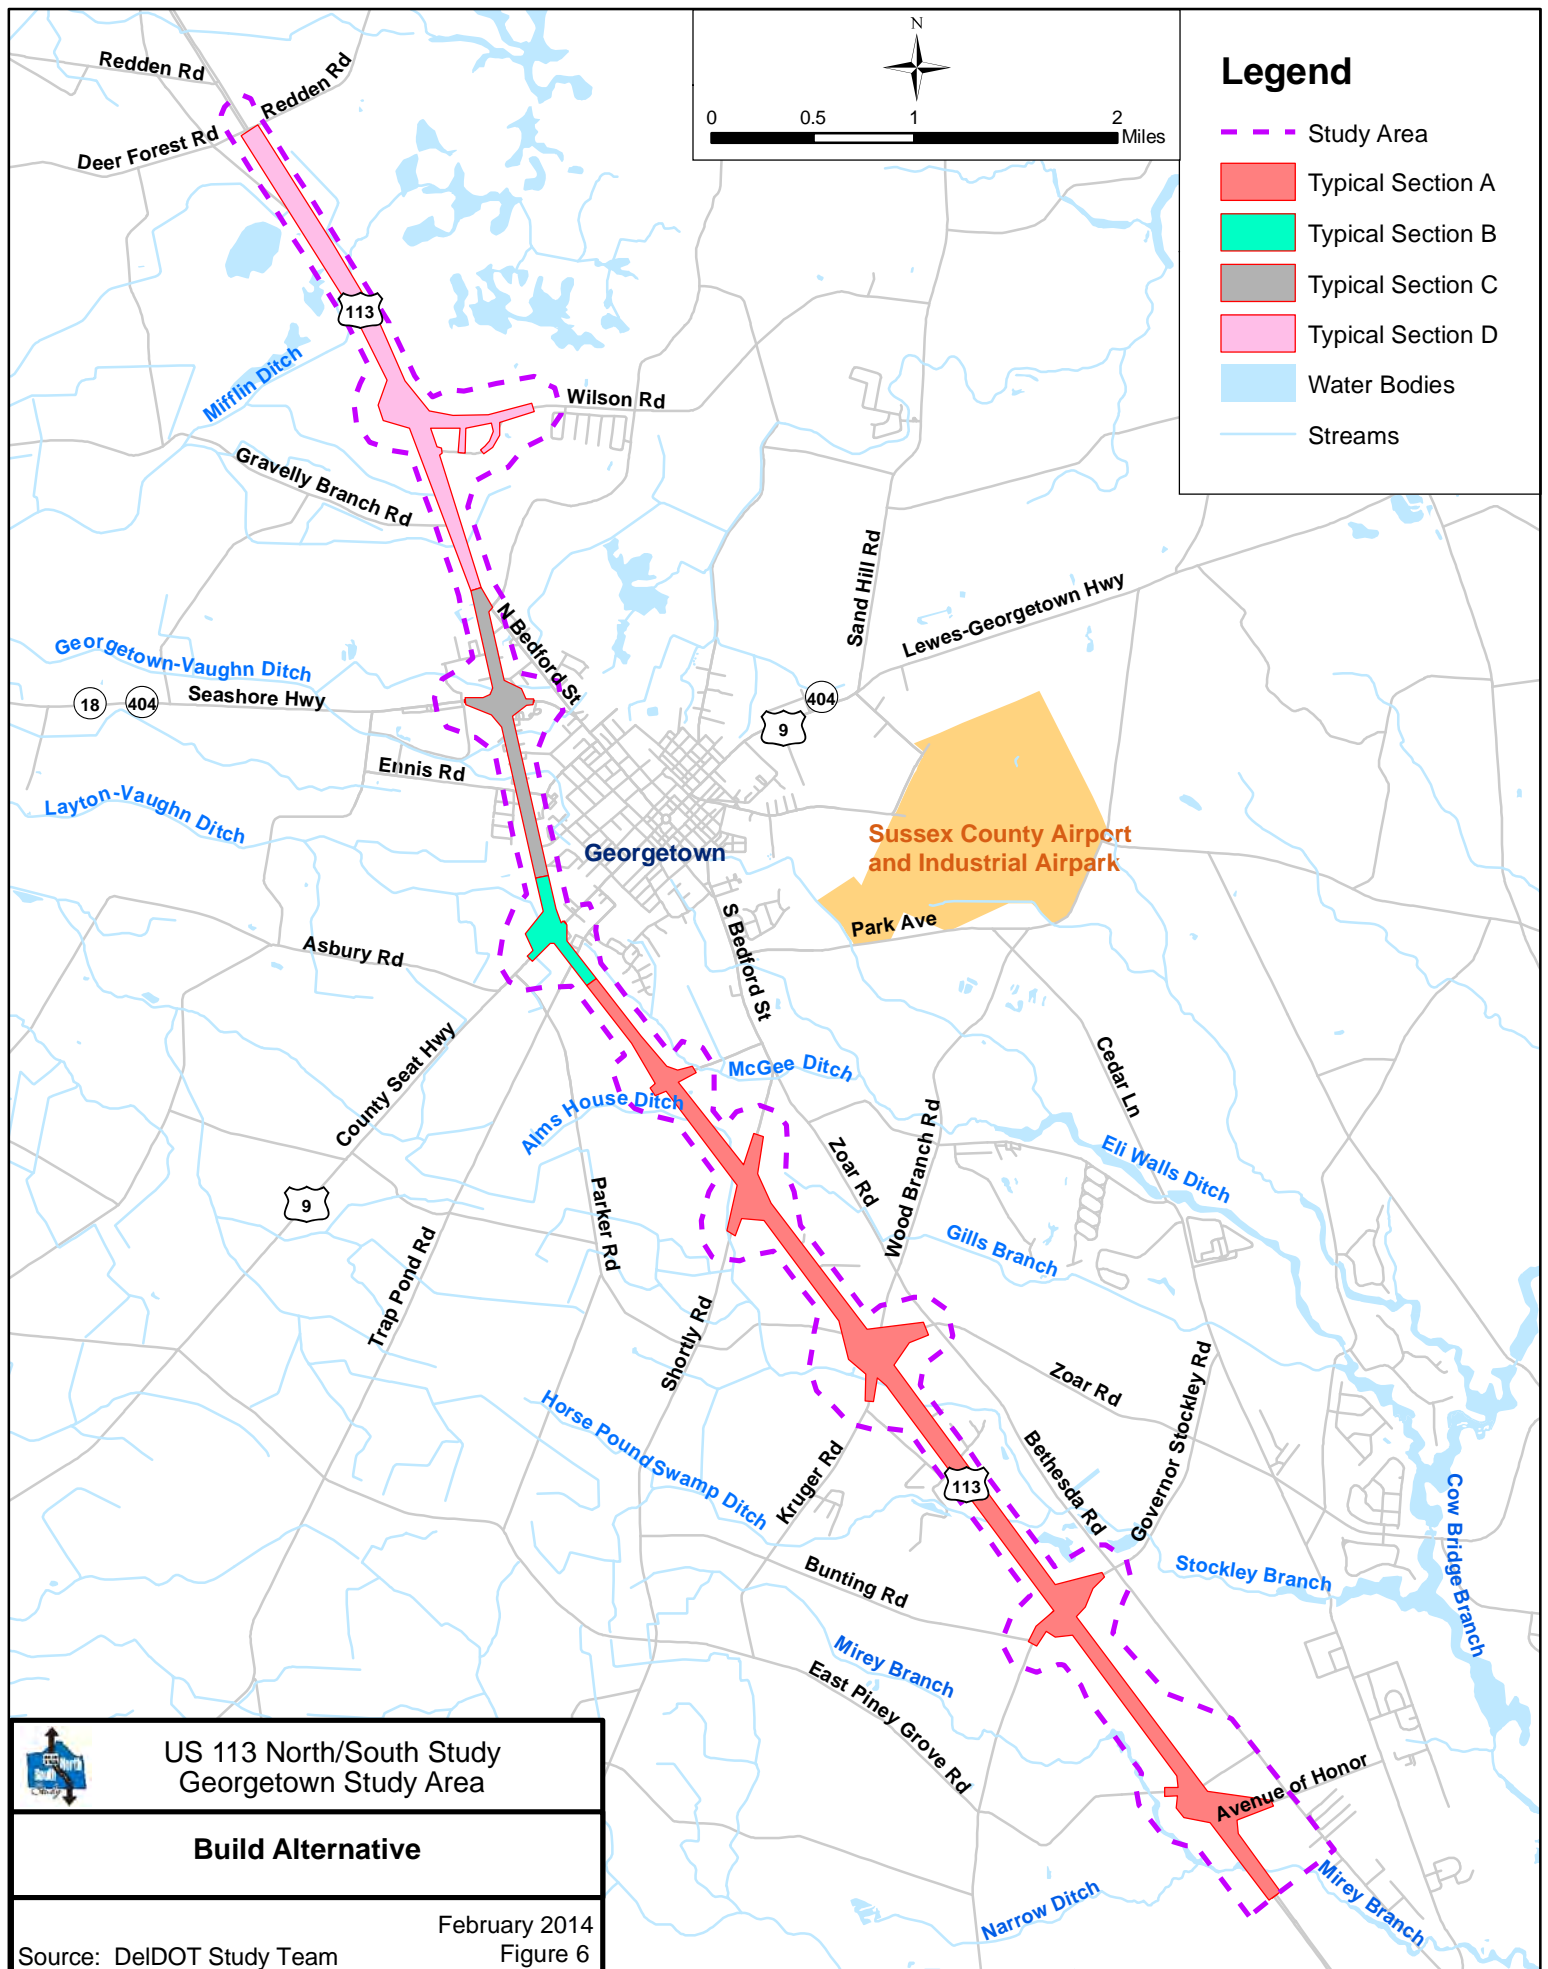 N
0 0.5 1 2
Miles
Legend
Study Area
Typical Section A
Typical Section B
Typical Section C
Typical Section D
Water Bodies
Streams
Redden Rd
Redden Rd
Deer Forest Rd
113
Mifflin Ditch
Wilson Rd
Gravelly Branch Rd
Sand Hill Rd
Lewes-Georgetown Hwy
N Bedford St
Georgetown-Vaughn Ditch
18
404
Seashore Hwy
404
9
Ennis Rd
Layton-Vaughn Ditch
Georgetown
Sussex County Airport
and Industrial Airpark
Park Ave
S Bedford St
Asbury Rd
County Seat Hwy
McGee Ditch
Cedar Ln
Alms House Ditch
Zoar Rd
Wood Branch Rd
Eli Walls Ditch
9
Parker Rd
Gills Branch
Trap Pond Rd
Shortly Rd
Zoar Rd
Governor Stockley Rd
Horse Pound Swamp Ditch
Kruger Rd
113
Bethesda Rd
Cow Bridge Branch
Bunting Rd
Stockley Branch
Mirey Branch
East Piney Grove Rd
Avenue of Honor
Narrow Ditch
Mirey Branch
North
South
Study
US 113 North/South Study
Georgetown Study Area
Build Alternative
February 2014
Source: DelDOT Study Team
Figure 6